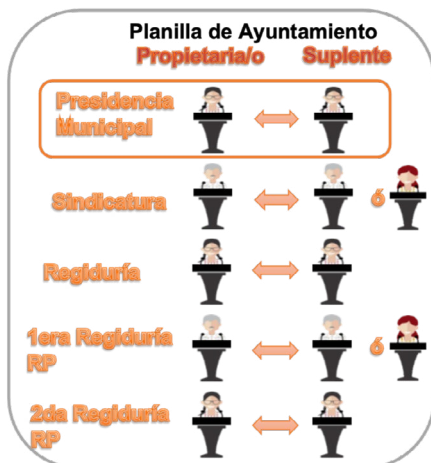 Planilla de Ayuntamiento
Propietaria/o Suplente
Presidencia
Municipal
Sindicatura ó
Regiduría
1era Regiduría
RP ó
2da Regiduría
RP